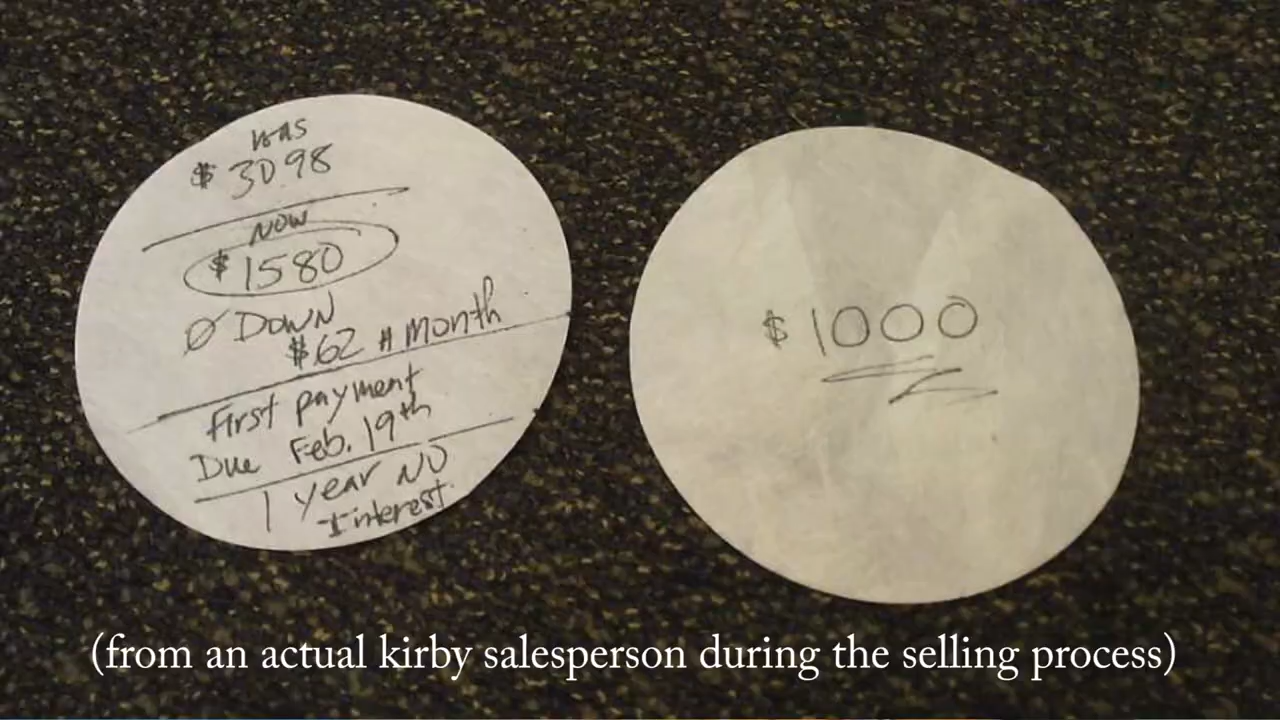 was
$ 3098
NOW
$ 1580
Ø DOWN
$62 A month
First payment
Due Feb. 19th
1 year NO
Interest
$ 1000
(from an actual kirby salesperson during the selling process)